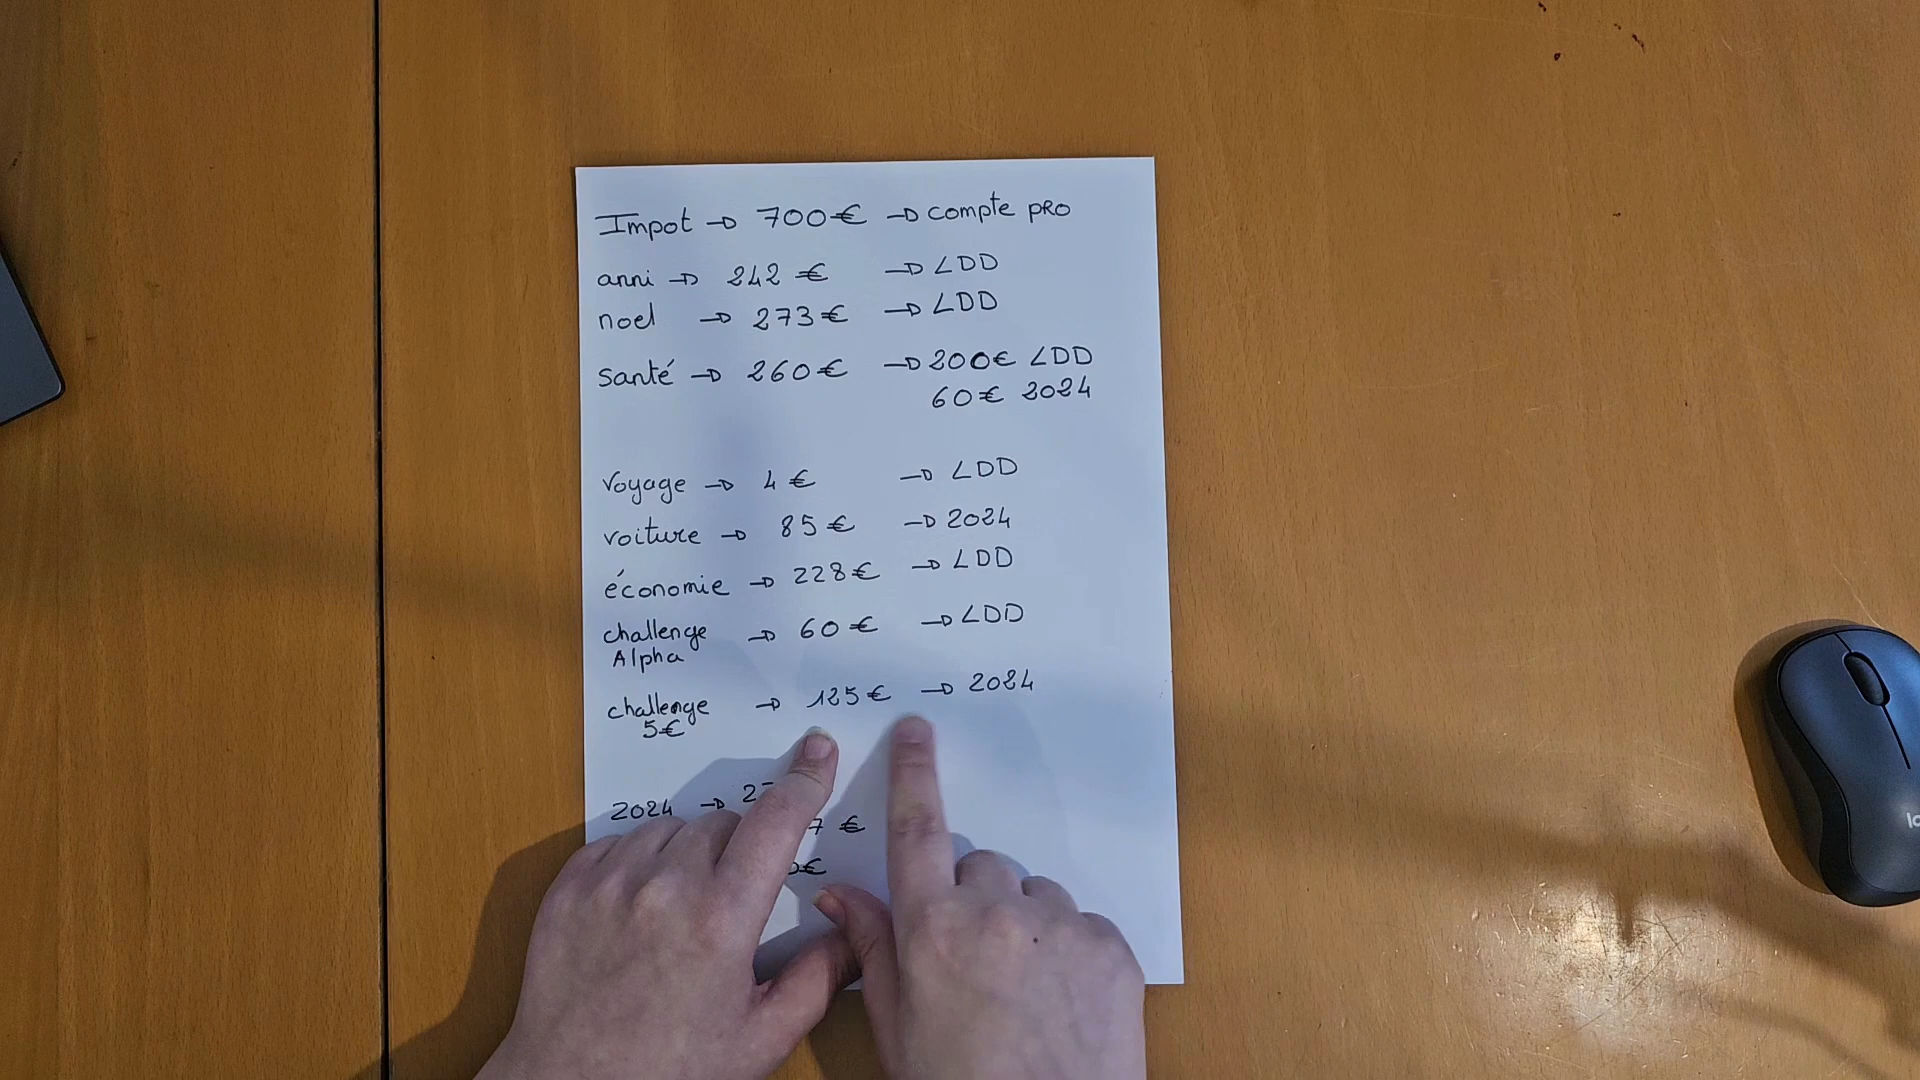 Impot → 700€ → compte PRO
anni → 242 € → LDD
noel → 273€ → LDD
santé → 260€ → 200€ LDD
60€ 2024
voyage → 4€ → LDD
voiture → 85€ → 2024
économie → 228€ → LDD
challenge → 60€ → LDD
Alpha
challenge → 125€ → 2024
5€
2024 →
€
€